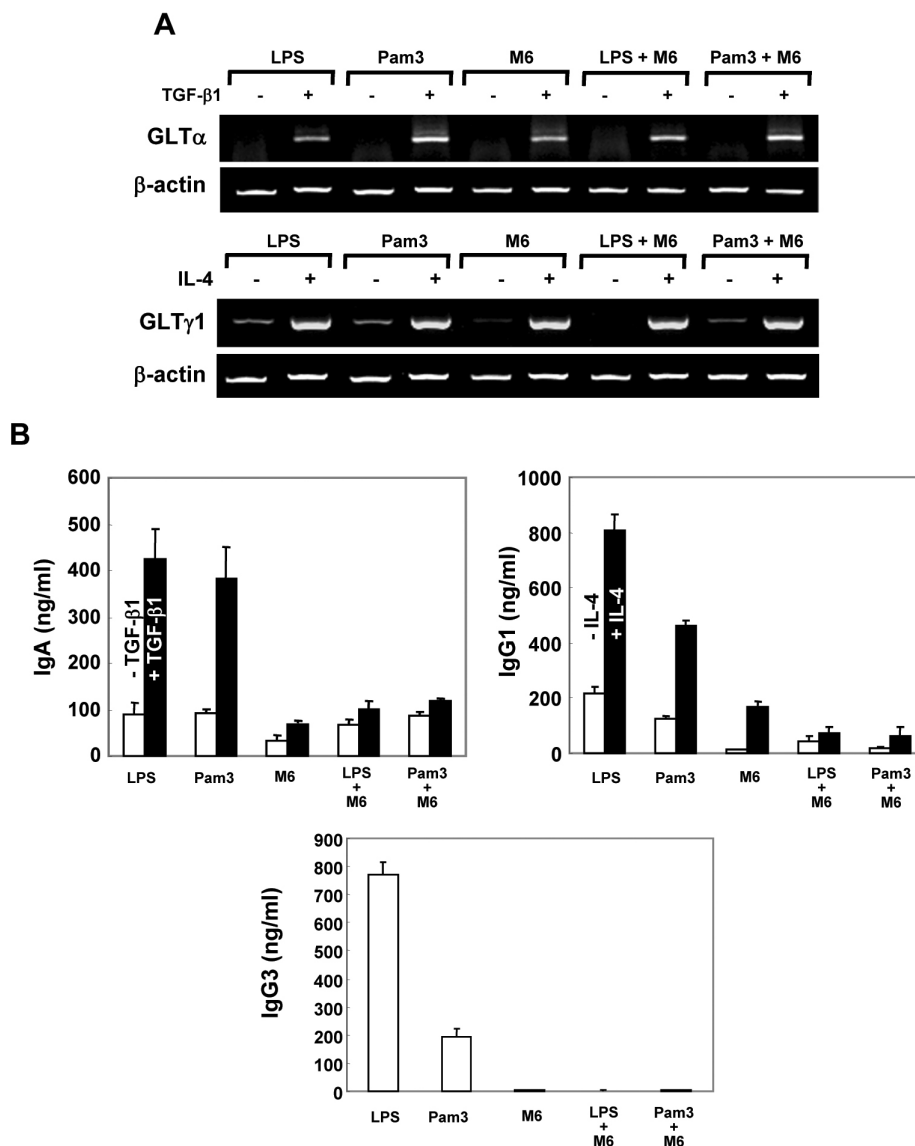 A
LPS Pam3 M6 LPS + M6 Pam3 + M6
TGF-β1 - + - + - + - + - +
GLTα
β-actin
LPS Pam3 M6 LPS + M6 Pam3 + M6
IL-4 - + - + - + - + - +
GLTγ1
β-actin
B
600
500
400
300
200
100
0
IgA (ng/ml)
- TGF-β1
+ TGF-β1
LPS Pam3 M6 LPS + M6 Pam3 + M6
1000
800
600
400
200
0
IgG1 (ng/ml)
- IL-4
+ IL-4
LPS Pam3 M6 LPS + M6 Pam3 + M6
900
800
700
600
500
400
300
200
100
0
IgG3 (ng/ml)
LPS Pam3 M6 LPS + M6 Pam3 + M6